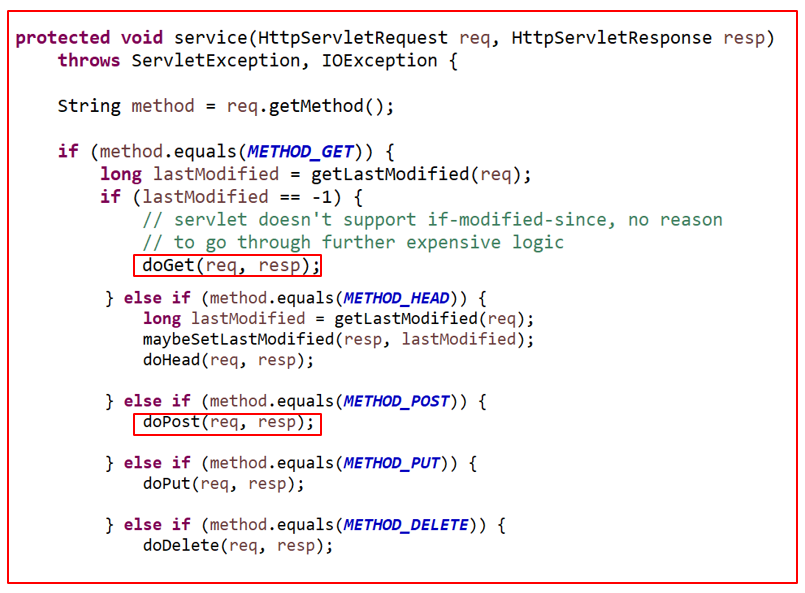 protected void service(HttpServletRequest req, HttpServletResponse resp)
throws ServletException, IOException {
String method = req.getMethod();
if (method.equals(METHOD_GET)) {
long lastModified = getLastModified(req);
if (lastModified == -1) {
// servlet doesn't support if-modified-since, no reason
// to go through further expensive logic
doGet(req, resp);
} else if (method.equals(METHOD_HEAD)) {
long lastModified = getLastModified(req);
maybeSetLastModified(resp, lastModified);
doHead(req, resp);
} else if (method.equals(METHOD_POST)) {
doPost(req, resp);
} else if (method.equals(METHOD_PUT)) {
doPut(req, resp);
} else if (method.equals(METHOD_DELETE)) {
doDelete(req, resp);